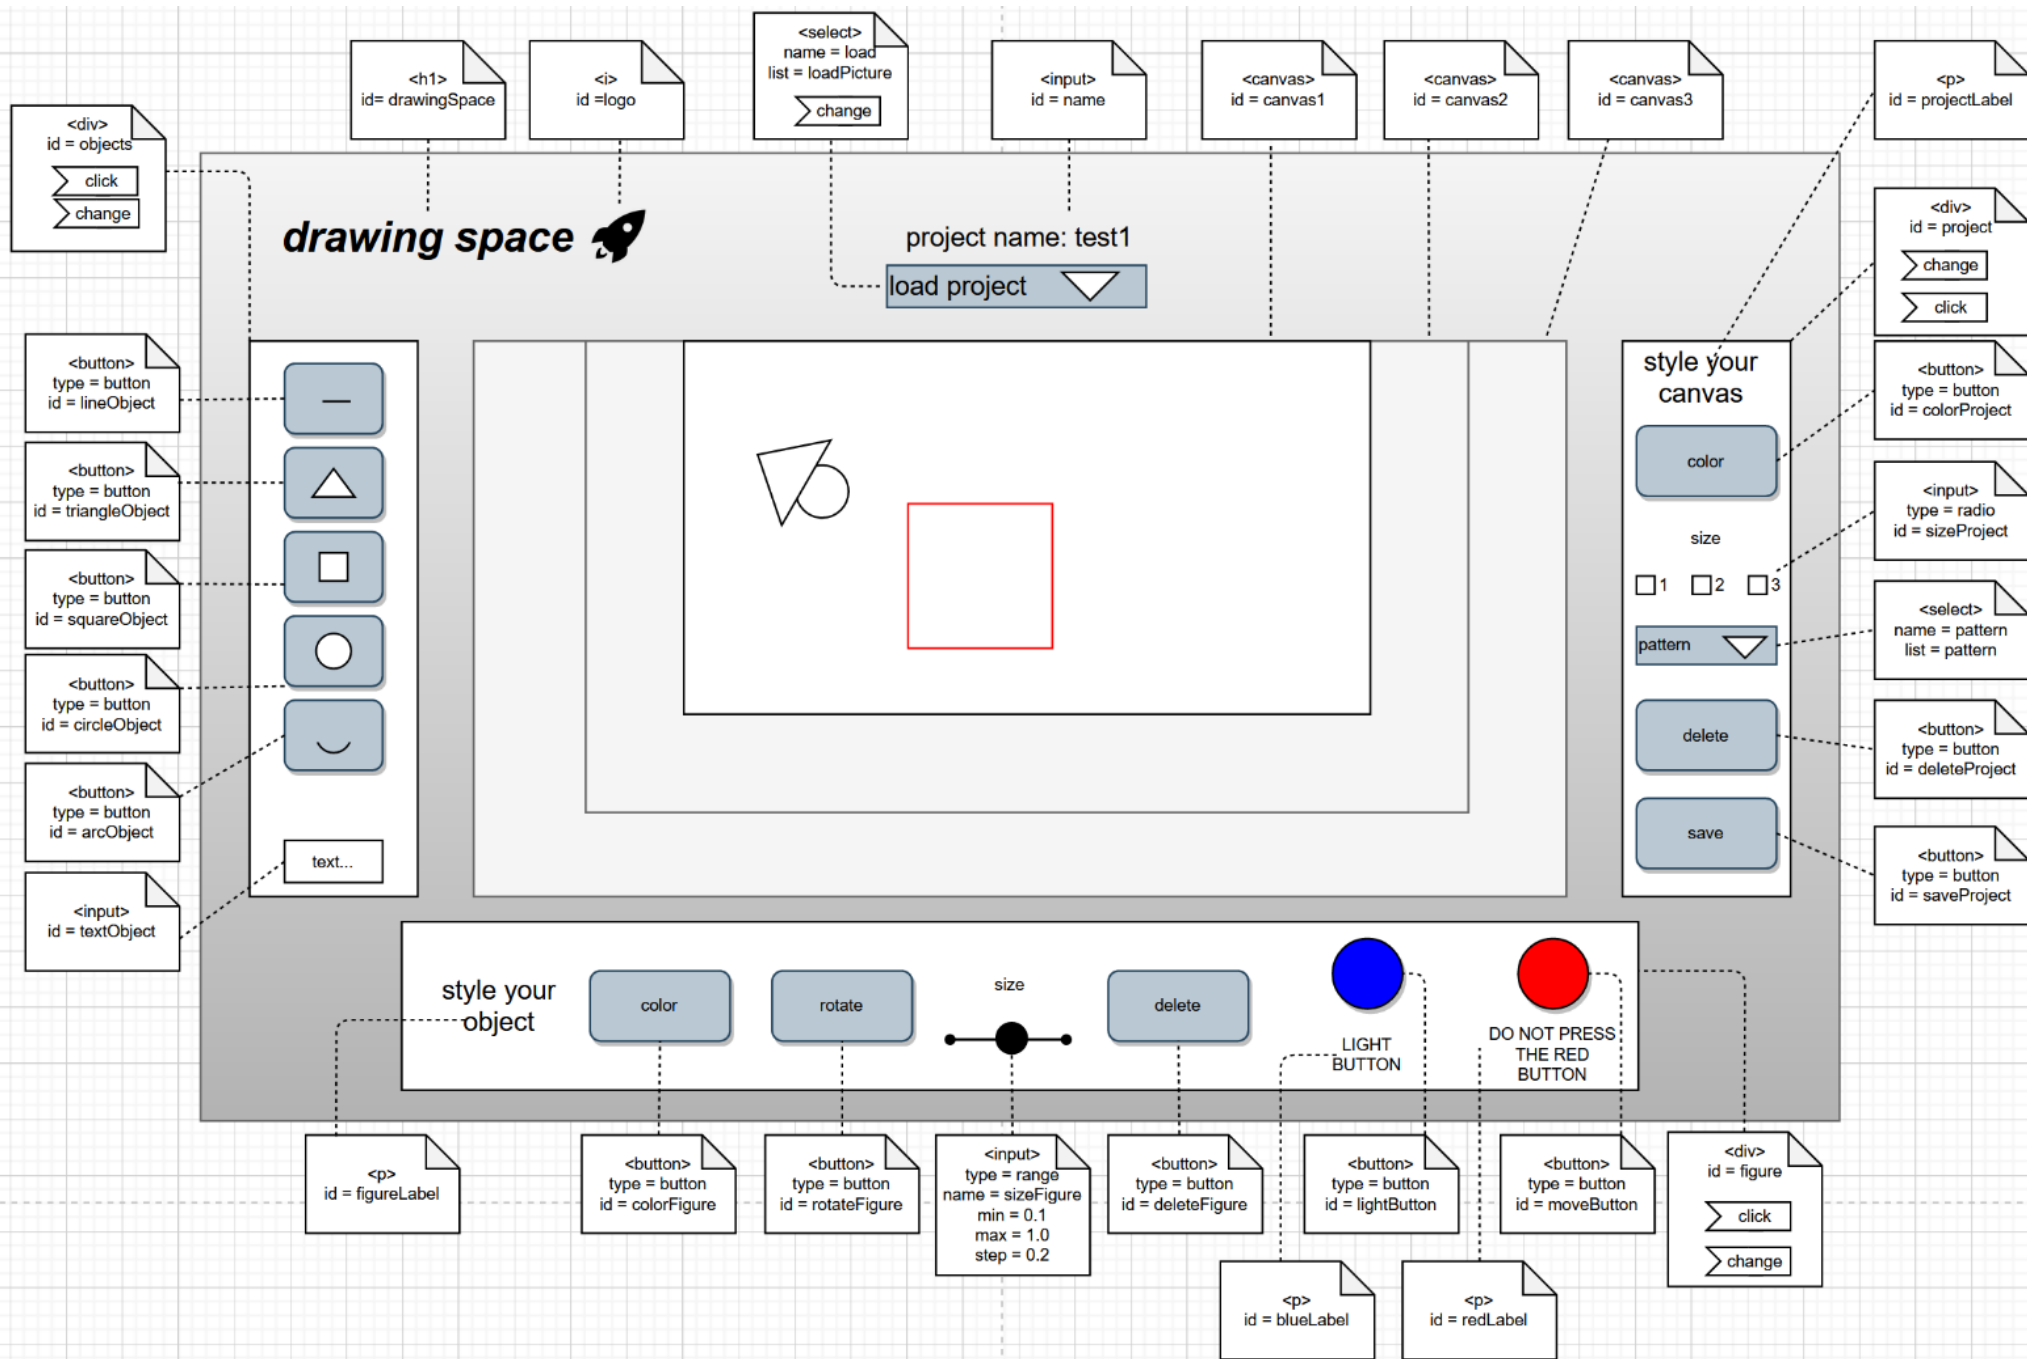 <h1>
id= drawingSpace
<i>
id =logo
<select>
name = load
list = loadPicture
change
<input>
id = name
<canvas>
id = canvas1
<canvas>
id = canvas2
<canvas>
id = canvas3
<p>
id = projectLabel
<div>
id = objects
click
change
<div>
id = project
change
click
drawing space
project name: test1
load project
<button>
type = button
id = lineObject
<button>
type = button
id = triangleObject
<button>
type = button
id = squareObject
<button>
type = button
id = circleObject
<button>
type = button
id = arcObject
<input>
id = textObject
text...
style your
canvas
color
size
1
2
3
pattern
delete
save
<button>
type = button
id = colorProject
<input>
type = radio
id = sizeProject
<select>
name = pattern
list = pattern
<button>
type = button
id = deleteProject
<button>
type = button
id = saveProject
style your
object
color
rotate
size
delete
LIGHT
BUTTON
DO NOT PRESS
THE RED
BUTTON
<p>
id = figureLabel
<button>
type = button
id = colorFigure
<button>
type = button
id = rotateFigure
<input>
type = range
name = sizeFigure
min = 0.1
max = 1.0
step = 0.2
<button>
type = button
id = deleteFigure
<button>
type = button
id = lightButton
<button>
type = button
id = moveButton
<div>
id = figure
click
change
<p>
id = blueLabel
<p>
id = redLabel